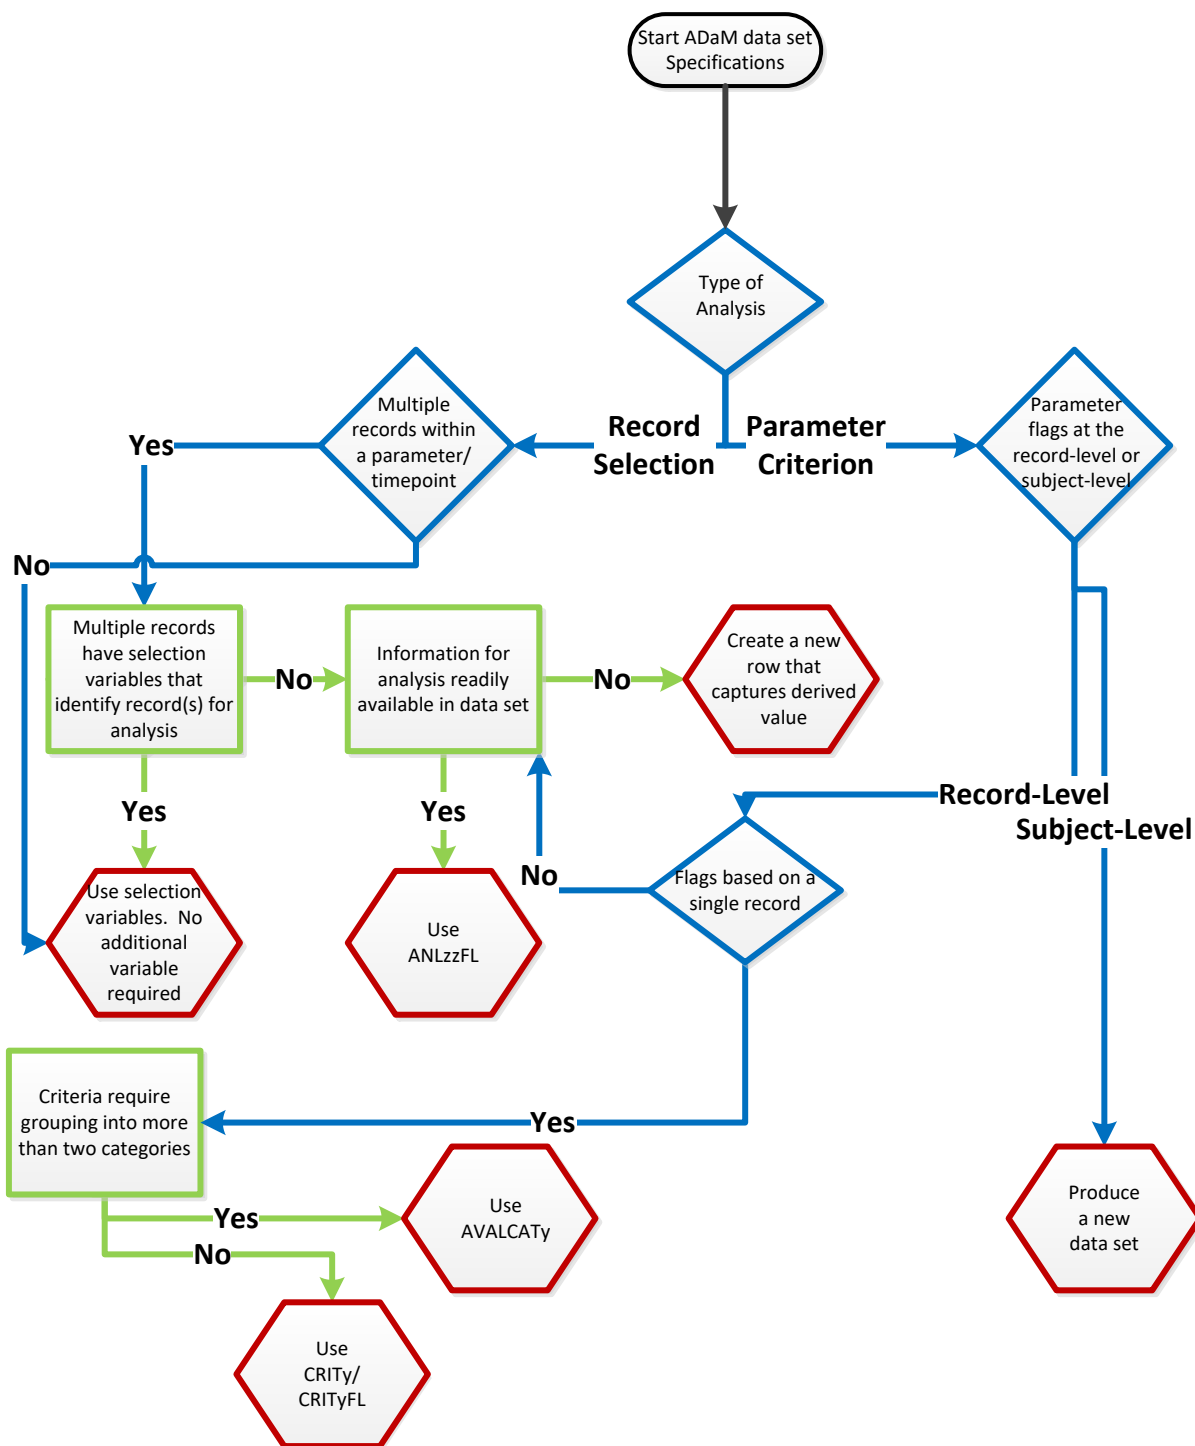 Start ADaM data set
Specifications
Type of
Analysis
Multiple
records within
a parameter/
timepoint
Record
Selection
Parameter
Criterion
Parameter
flags at the
record-level or
subject-level
Yes
No
Multiple records
have selection
variables that
identify record(s) for
analysis
No
Information for
analysis readily
available in data set
No
Create a new
row that
captures derived
value
Yes
Yes
Record-Level
Subject-Level
No
Flags based on a
single record
Use selection
variables.  No
additional
variable
required
Use
ANLzzFL
Criteria require
grouping into more
than two categories
Yes
Yes
No
Use
AVALCATy
Produce
a new
data set
Use
CRITy/
CRITyFL